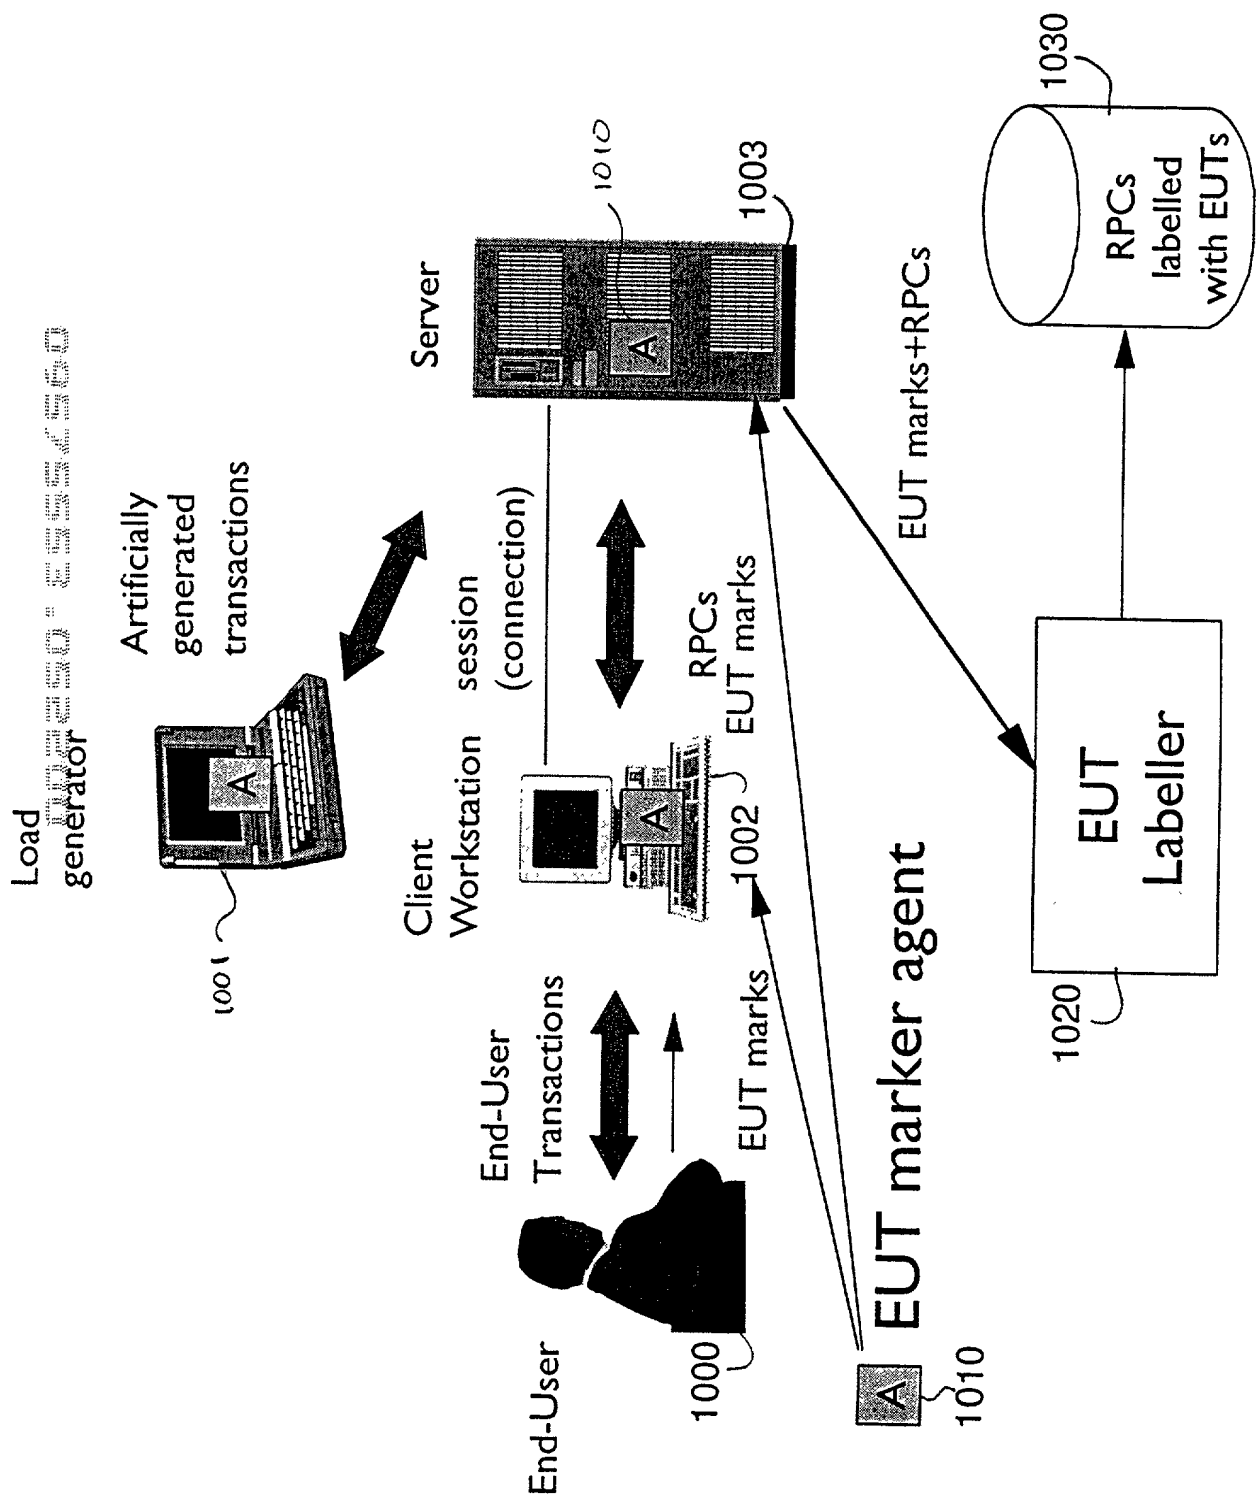 Load
generator
Artificially
generated
transactions
1001
Client
Workstation
session
(connection)
Server
1010
A
A
A
End-User
Transactions
RPCs
EUT marks
1002
1003
End-User
1000
EUT marks
EUT marks+RPCs
A
1010
EUT marker agent
1020
EUT
Labeller
RPCs
labelled
with EUTs
1030